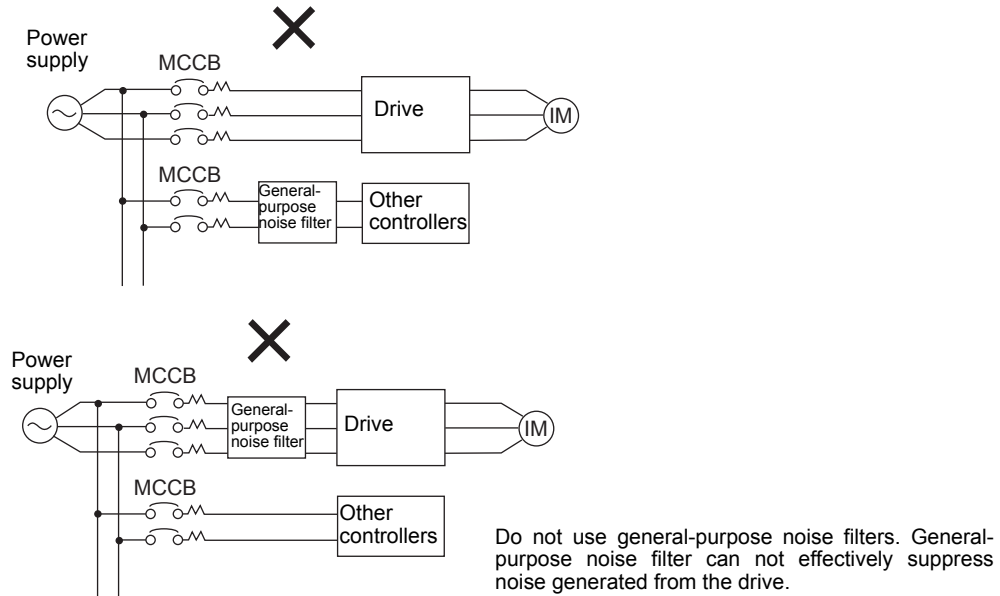 Power
supply
MCCB
Drive
IM
MCCB
General-
purpose
noise filter
Other
controllers
Power
supply
MCCB
General-
purpose
noise filter
Drive
IM
MCCB
Other
controllers
Do not use general-purpose noise filters. General-
purpose noise filter can not effectively suppress
noise generated from the drive.